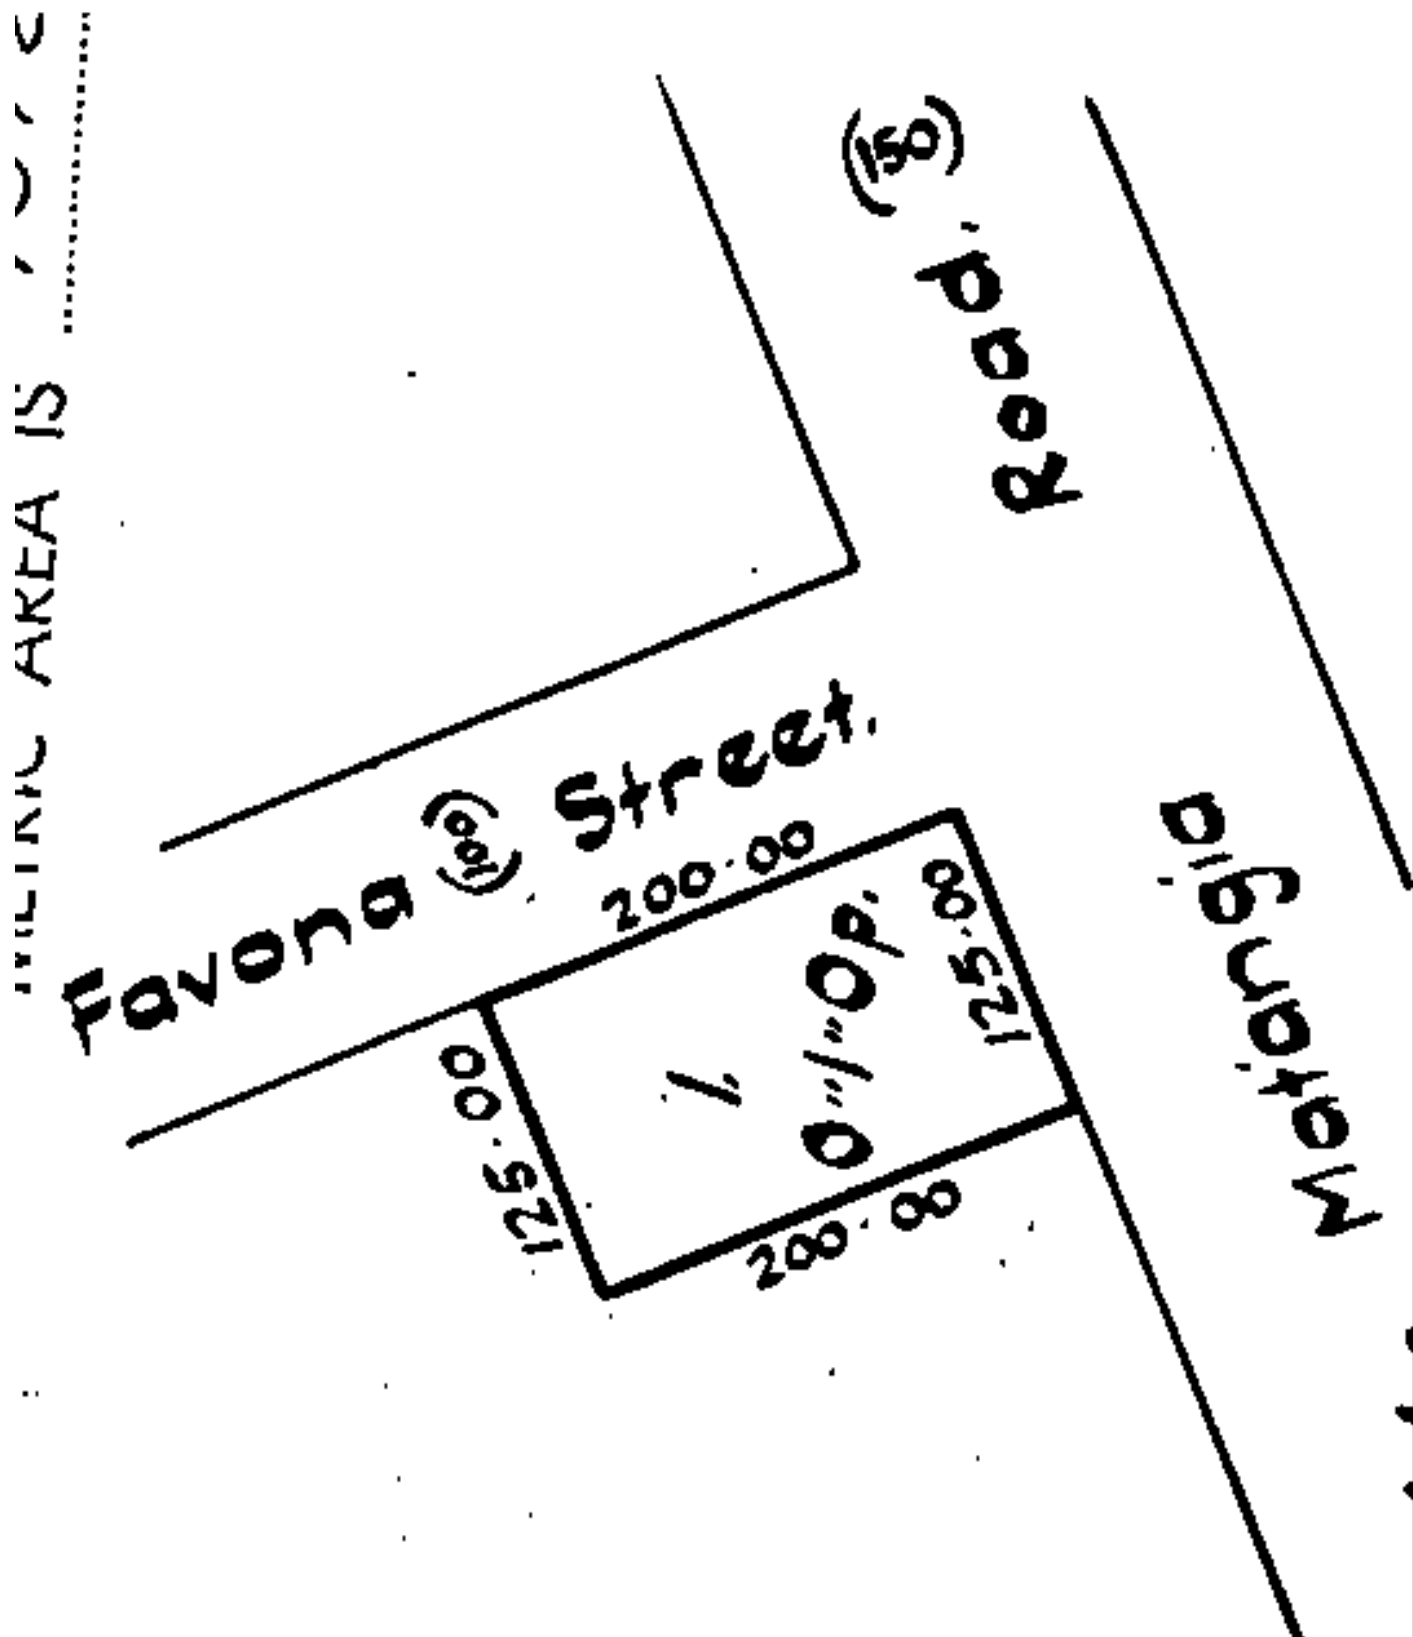 METRIC AREA IS
Road. (150)
Matangia
Favona (100) Street.
200·00
125·00
125·00
200·00
1.
0"1"0p.